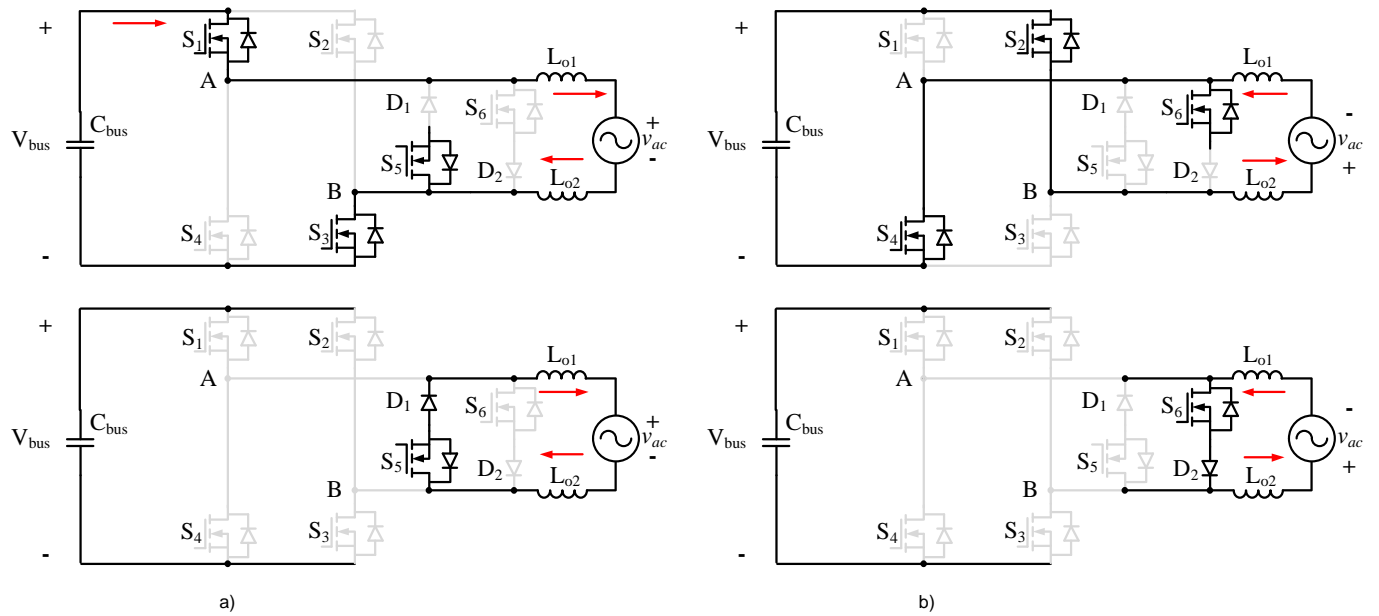 +
S1
S2
A
Lo1
D1
S6
Vbus
Cbus
+
vac
-
S5
D2
B
Lo2
S4
S3
-
+
S1
S2
A
Lo1
D1
S6
Vbus
Cbus
-
vac
+
S5
D2
B
Lo2
S4
S3
-
+
S1
S2
A
Lo1
D1
S6
Vbus
Cbus
+
vac
-
S5
D2
B
Lo2
S4
S3
-
+
S1
S2
A
Lo1
D1
S6
Vbus
Cbus
-
vac
+
S5
D2
B
Lo2
S4
S3
-
a)
b)